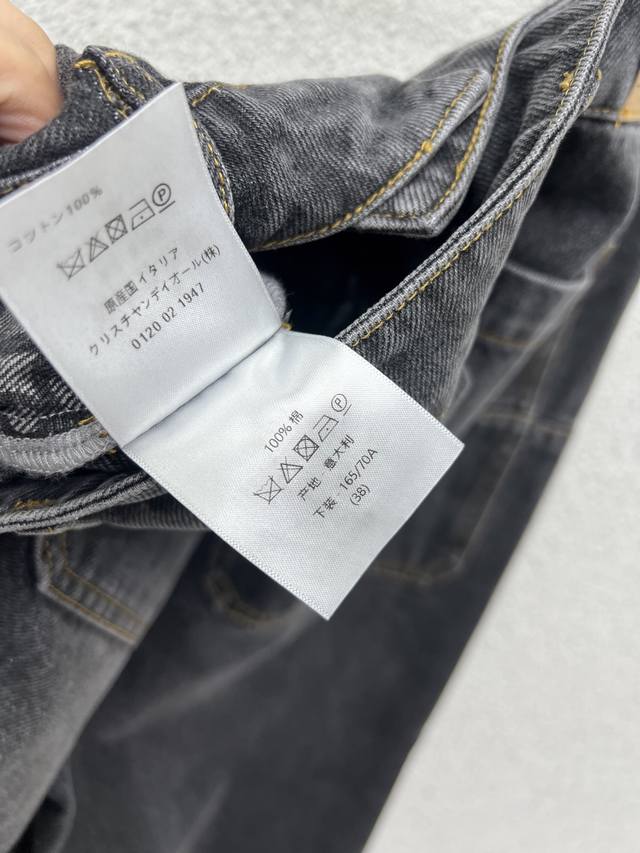 コットン100%
原産国イタリア
クリスチャンディオール(株)
0120 02 1947
100% 棉
产地 意大利
下装：165/70A
(38)